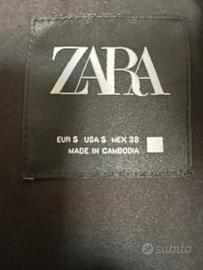 ZARA
EUR S USA S MEX 38
MADE IN CAMBODIA
subito